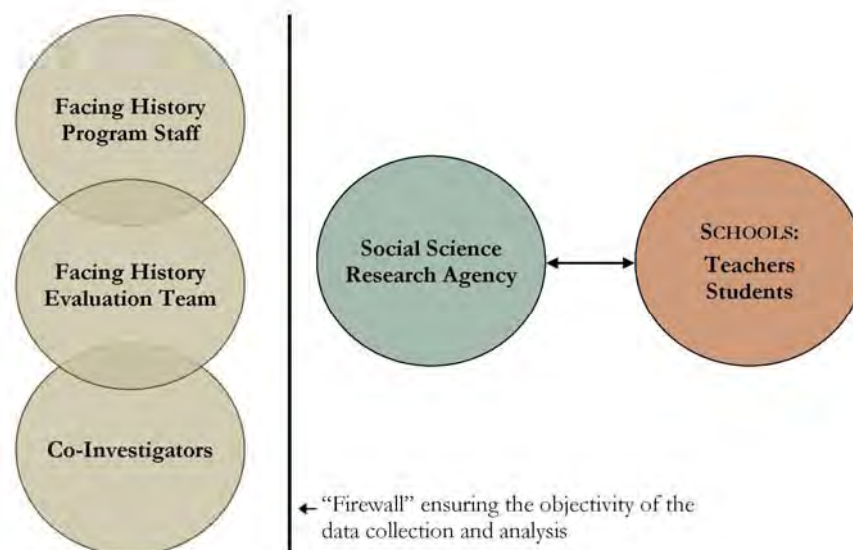 Facing History
Program Staff
Facing History
Evaluation Team
Co-Investigators
Social Science
Research Agency
SCHOOLS:
Teachers
Students
“Firewall” ensuring the objectivity of the
data collection and analysis